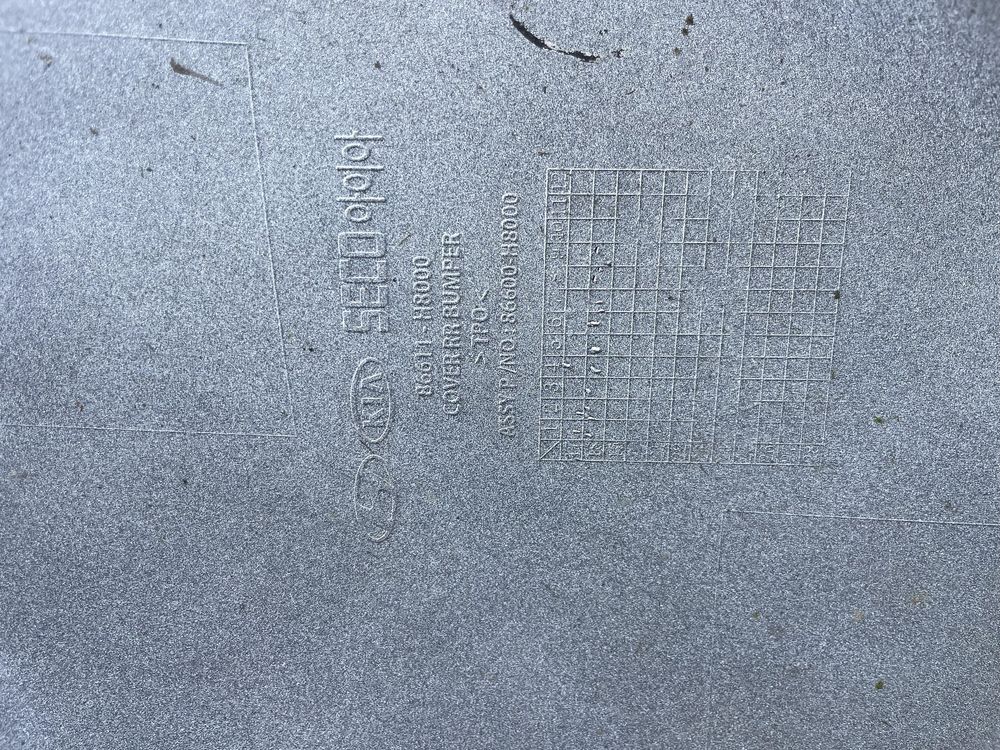 KIA SECO아이아
86611-H8000
COVER RR BUMPER
>TPO<
ASSY P/NO : 86600-H8000